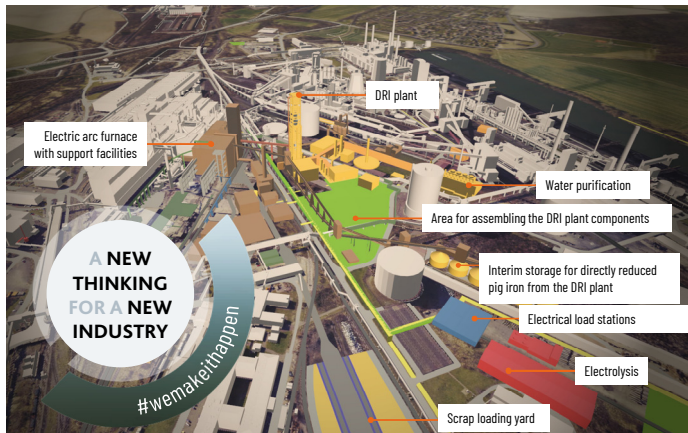 DRI plant
Electric arc furnace
with support facilities
Water purification
Area for assembling the DRI plant components
Interim storage for directly reduced
pig iron from the DRI plant
Electrical load stations
Electrolysis
Scrap loading yard
A NEW
THINKING
FOR A NEW
INDUSTRY
#wemakeithappen